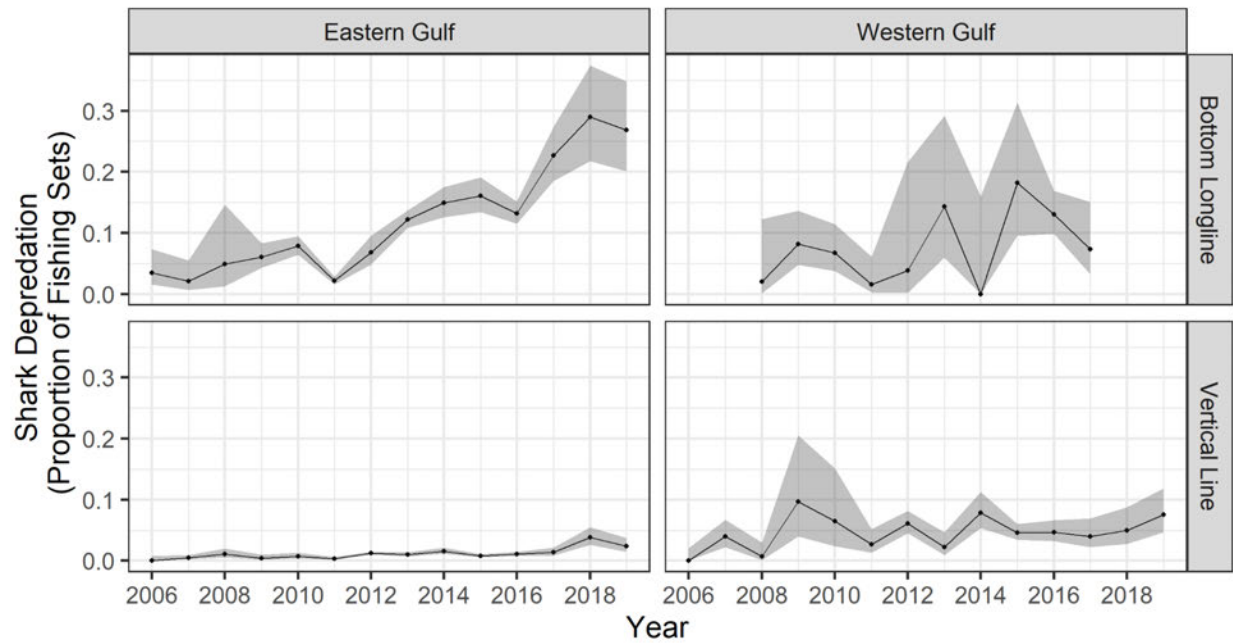 Eastern Gulf
Western Gulf
Shark Depredation
(Proportion of Fishing Sets)
0.3
0.2
0.1
0.0
Bottom Longline
0.3
0.2
0.1
0.0
Vertical Line
2006 2008 2010 2012 2014 2016 2018
2006 2008 2010 2012 2014 2016 2018
Year